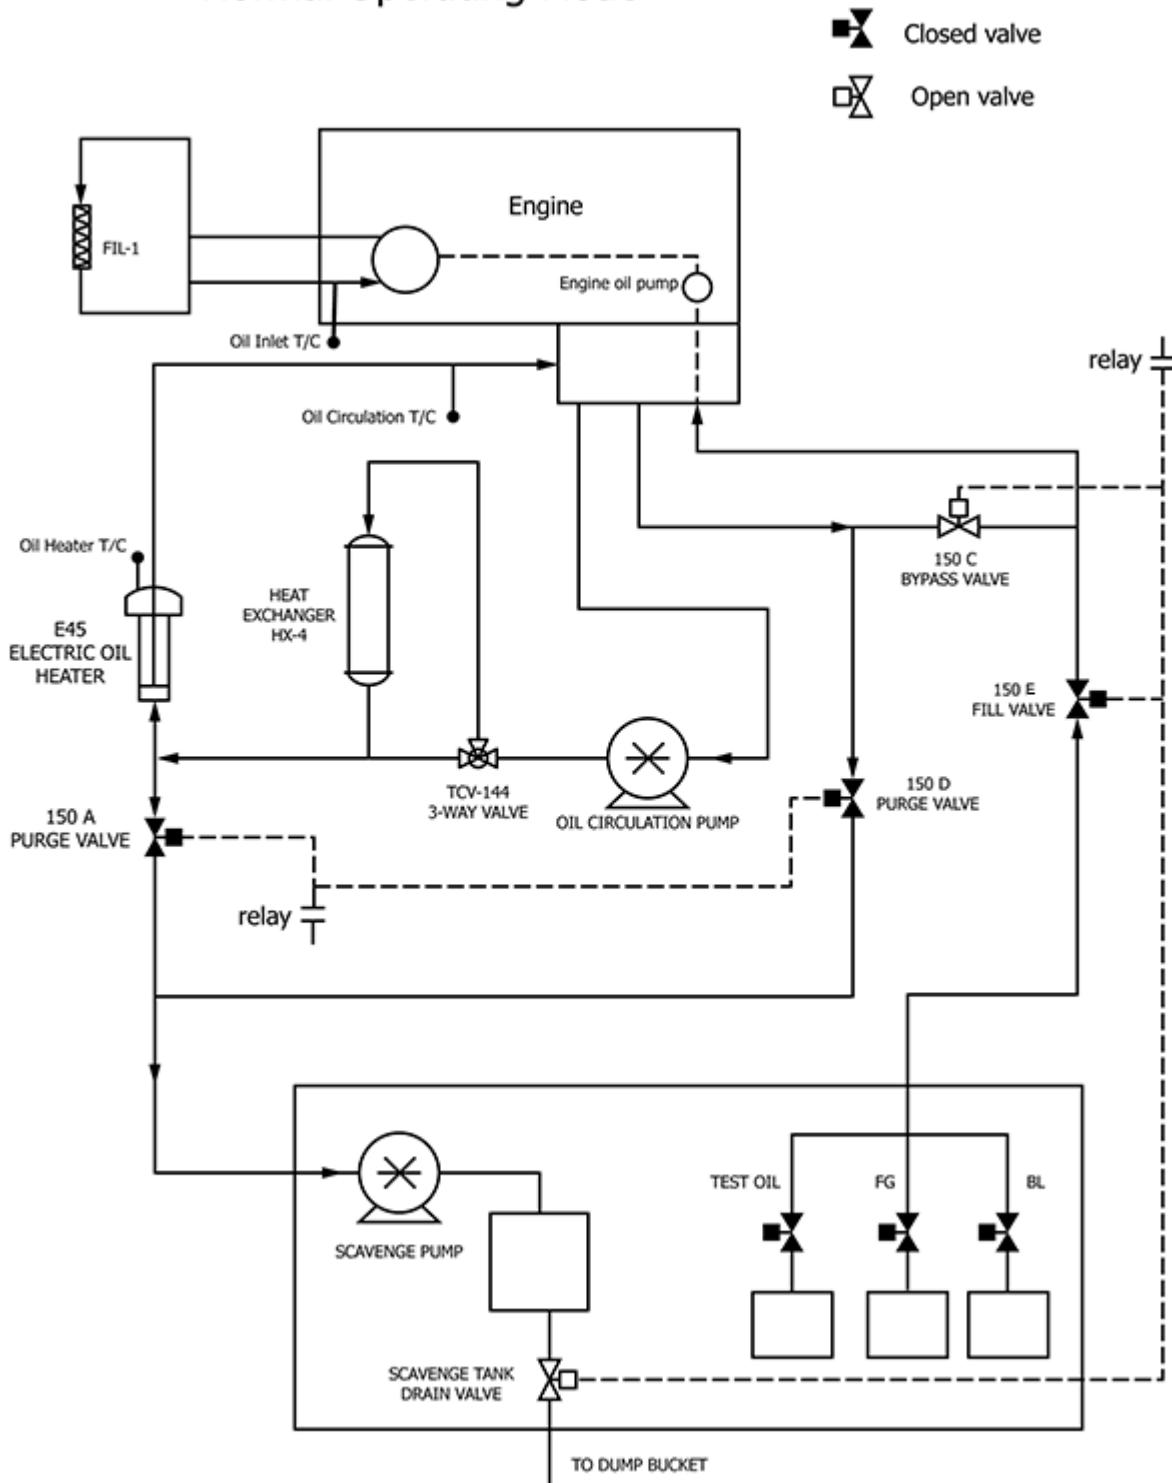 Closed valve
Open valve
Engine
FIL-1
Engine oil pump
Oil Inlet T/C
relay
Oil Circulation T/C
Oil Heater T/C
150 C
BYPASS VALVE
HEAT
EXCHANGER
HX-4
E45
ELECTRIC OIL
HEATER
150 E
FILL VALVE
150 D
PURGE VALVE
TCV-144
3-WAY VALVE
OIL CIRCULATION PUMP
150 A
PURGE VALVE
relay
TEST OIL
FG
BL
SCAVENGE PUMP
SCAVENGE TANK
DRAIN VALVE
TO DUMP BUCKET